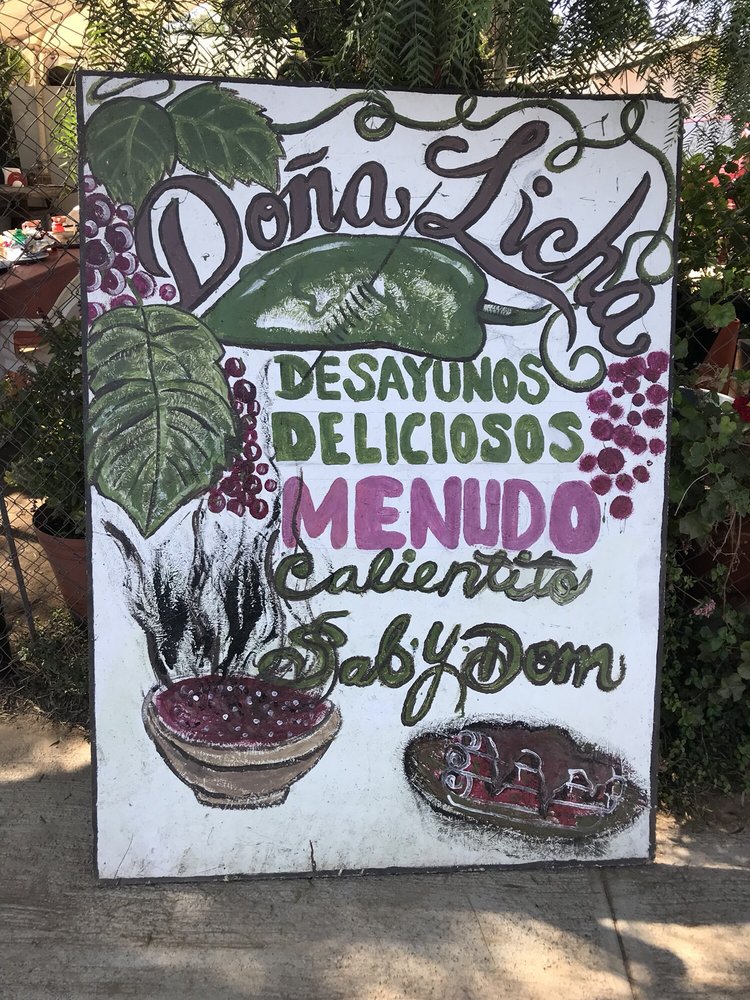 Doña Licha
DESAYUNOS
DELICIOSOS
MENUDO
Calientito
Sab. y Dom